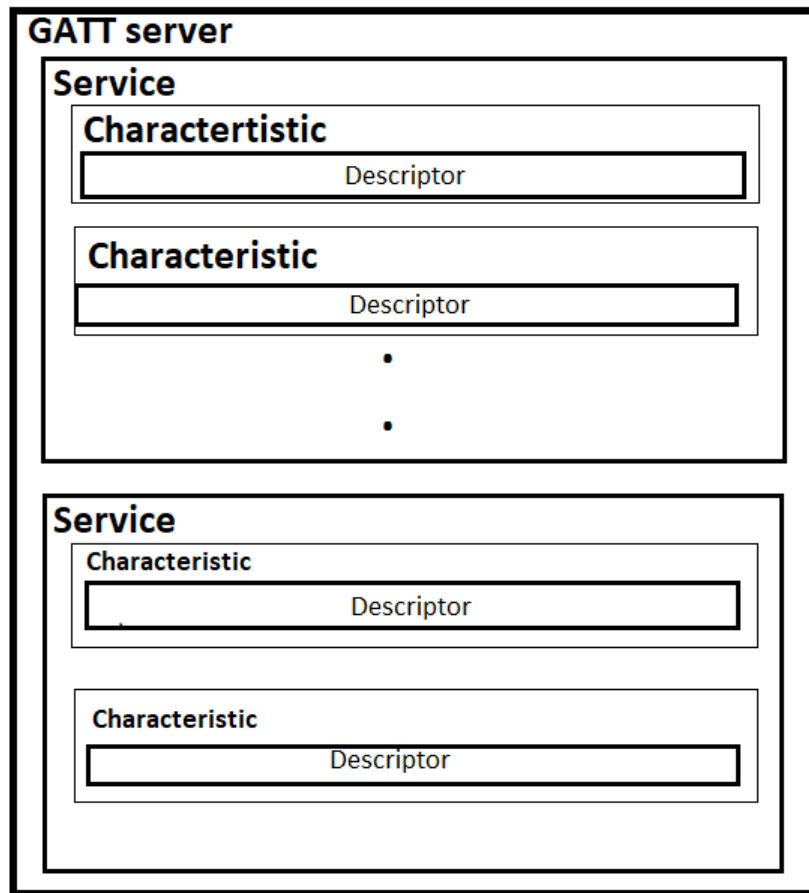 GATT server
Service
Charactertistic
Descriptor
Characteristic
Descriptor
Service
Characteristic
Descriptor
Characteristic
Descriptor